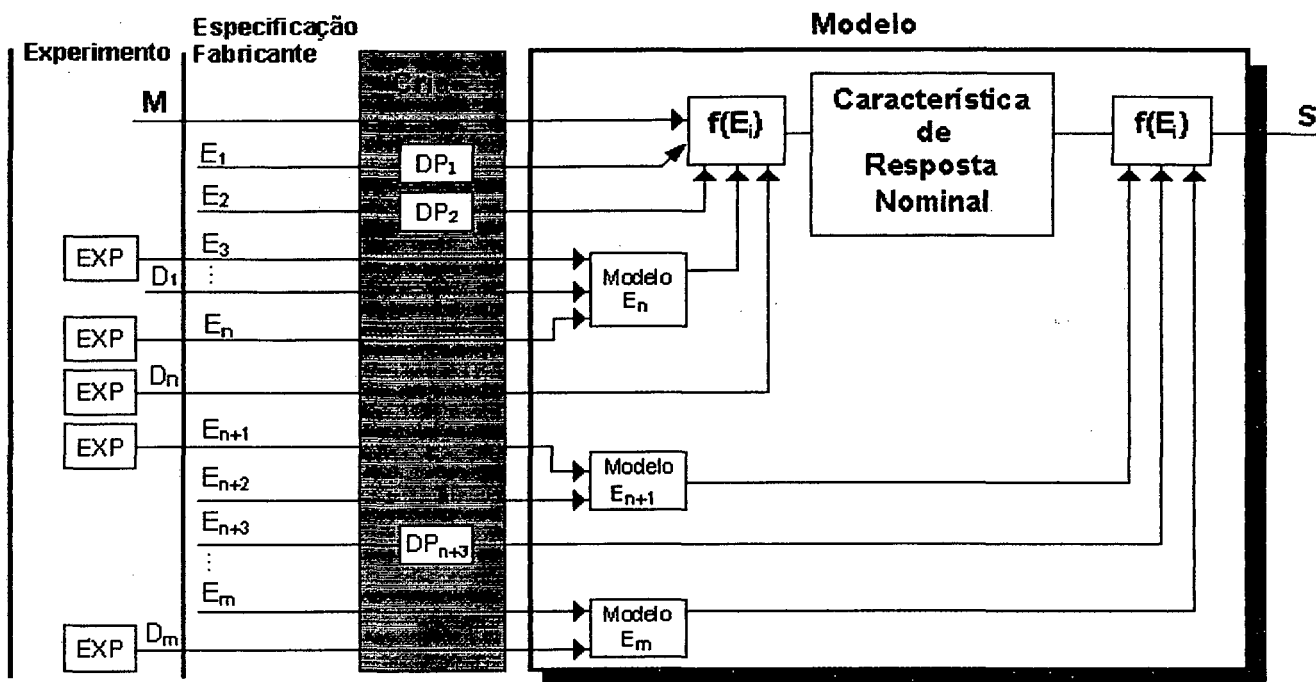 Especificação
Fabricante
Experimento
Modelo
M
f(Ei)
Característica
de
Resposta
Nominal
f(Ei)
S
E1
DP1
E2
DP2
EXP
E3
D1
⋮
Modelo
En
EXP
En
EXP
Dn
EXP
En+1
Modelo
En+1
En+2
En+3
DPn+3
⋮
Em
Modelo
Em
EXP
Dm